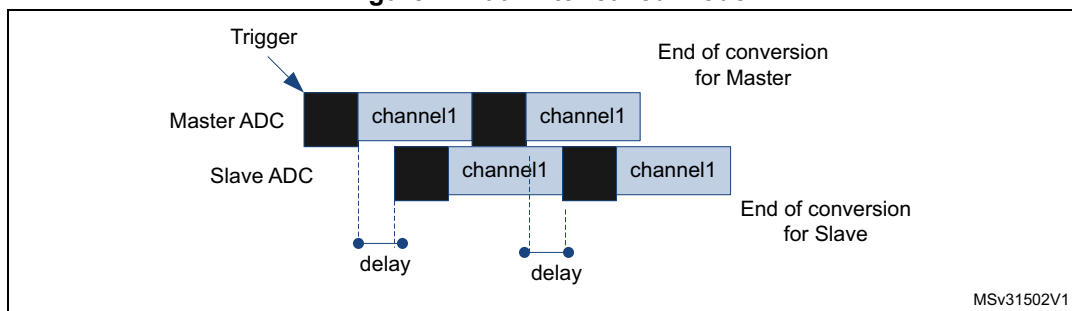 Trigger
End of conversion
for Master
Master ADC
channel1
channel1
Slave ADC
channel1
channel1
End of conversion
for Slave
delay
delay
MSv31502V1